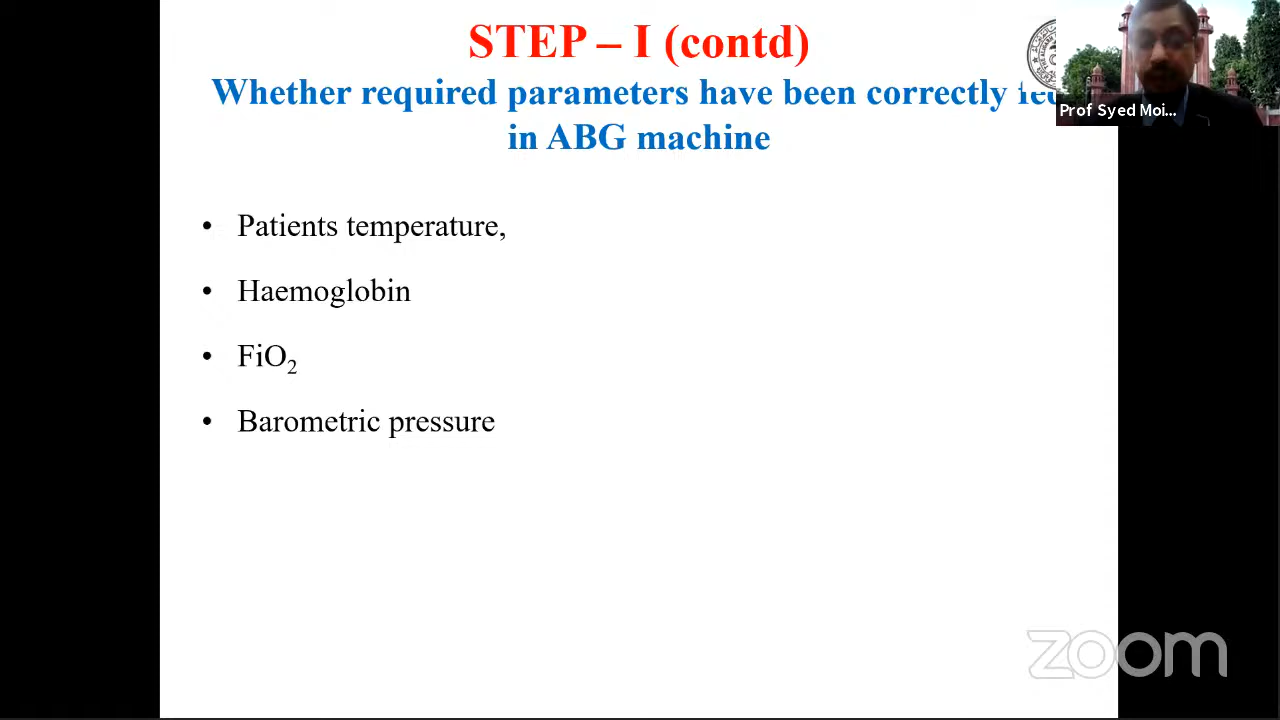 STEP – I (contd)
Whether required parameters have been correctly
in ABG machine
• Patients temperature,
• Haemoglobin
• FiO₂
• Barometric pressure
Prof Syed Moi...
zoom